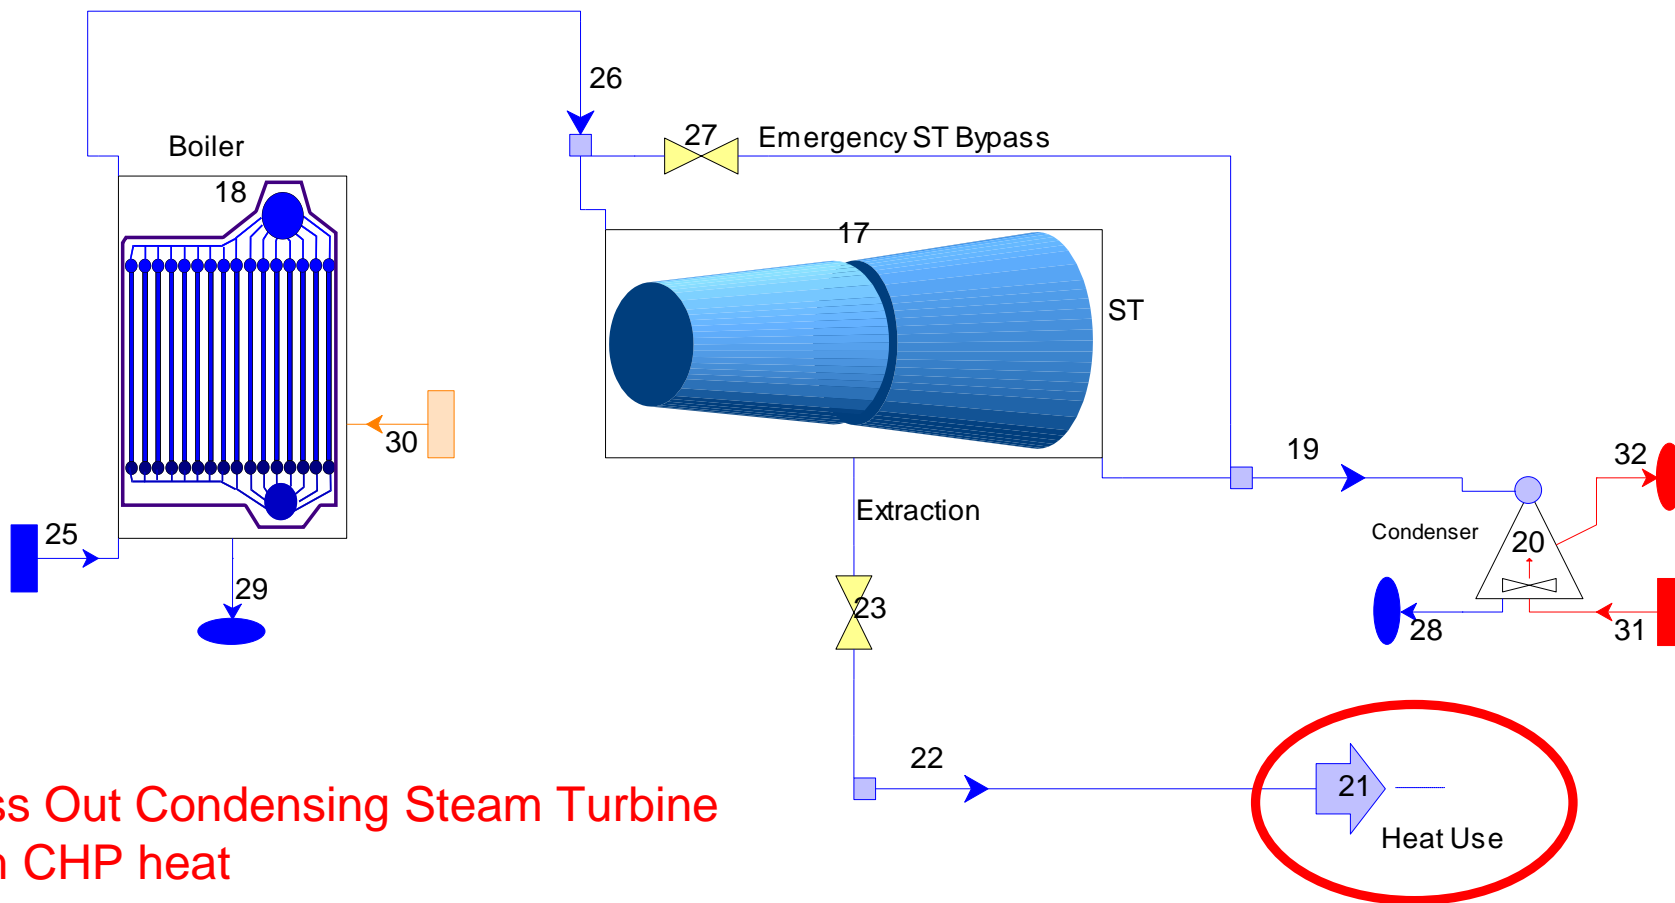 26
27
Emergency ST Bypass
Boiler
18
17
ST
30
19
32
Extraction
25
Condenser
20
29
23
28
31
22
21
Out Condensing Steam Turbine
CHP heat
Heat Use